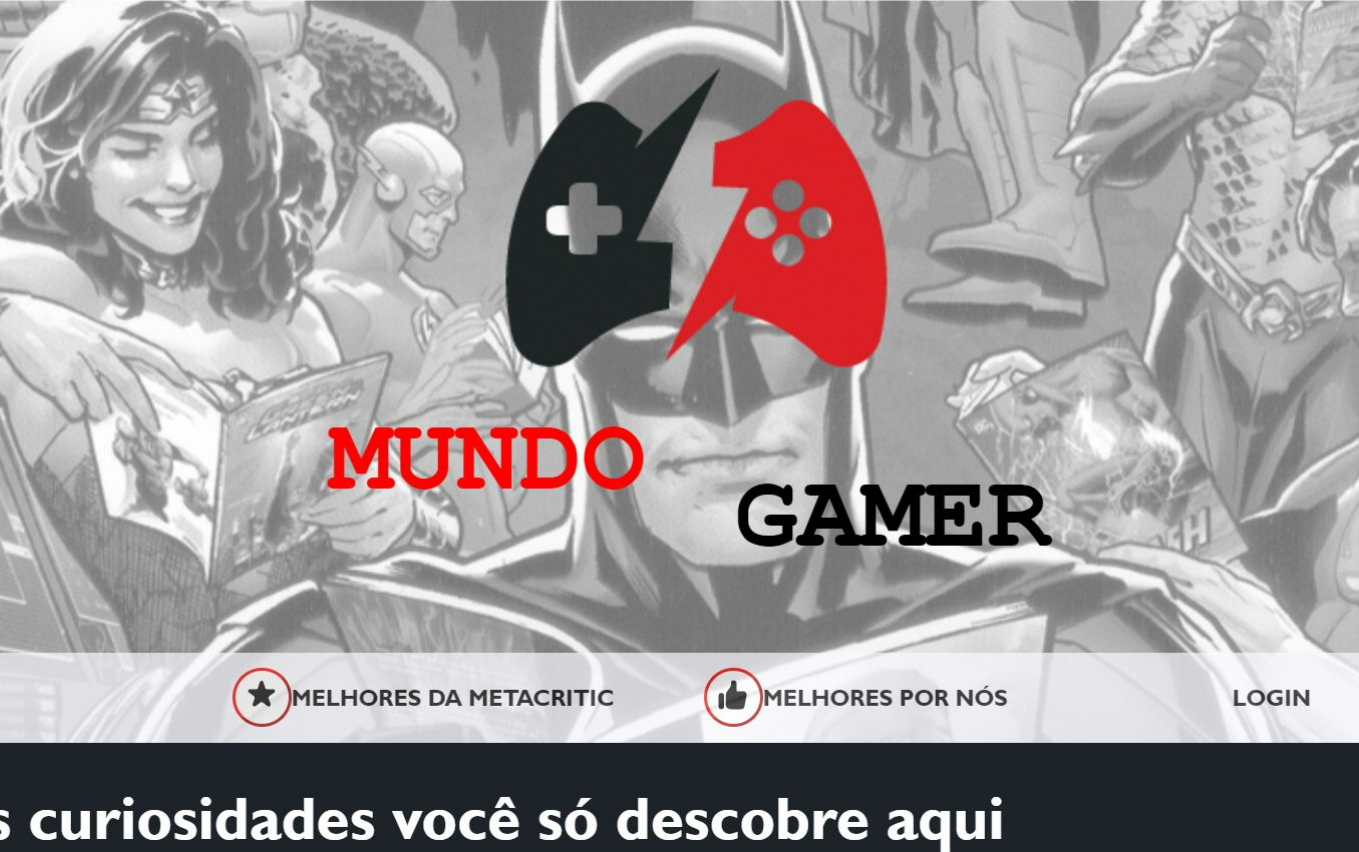 MUNDO
GAMER
MELHORES DA METACRITIC
MELHORES POR NÓS
LOGIN
s curiosidades você só descobre aqui